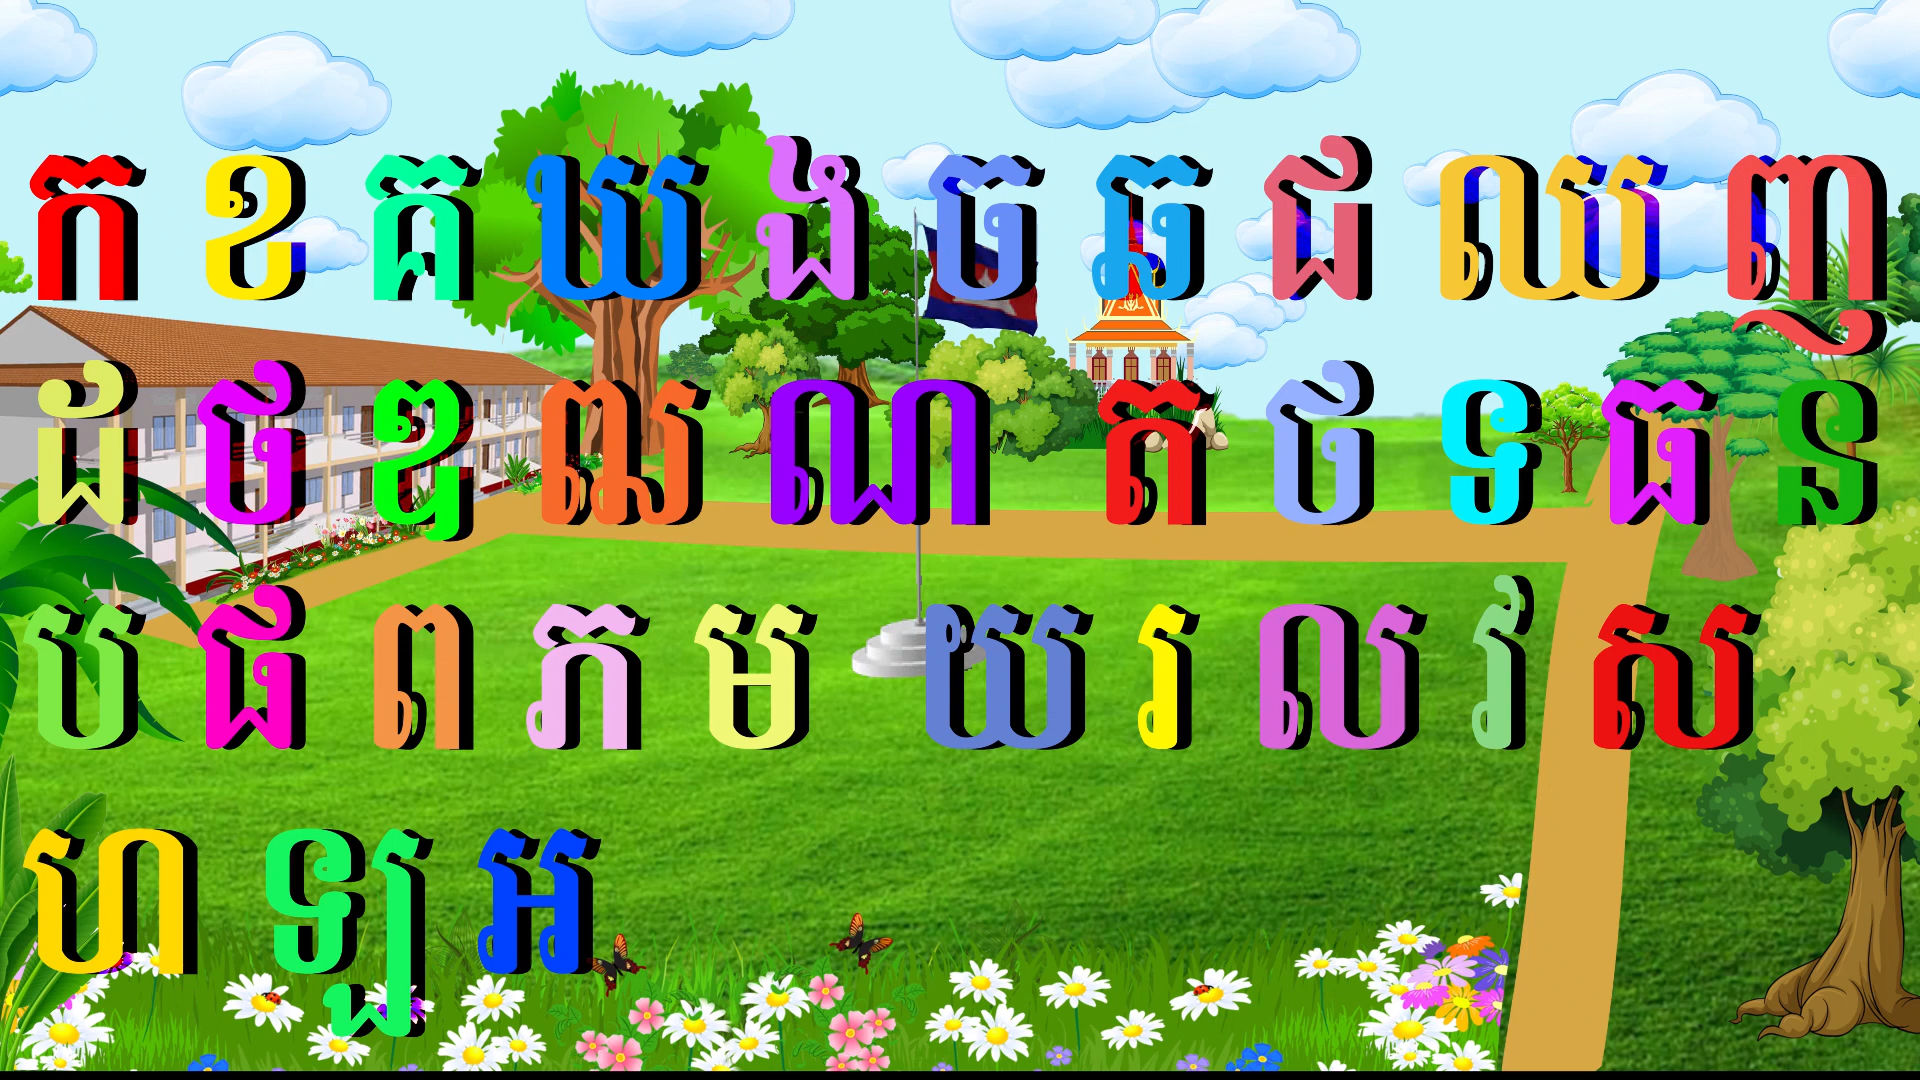 ក ខ គ ឃ ង ច ឆ ជ ឈ ញ
ដ ឋ ឌ ឍ ណ ត ថ ទ ធ ន
ប ផ ព ភ ម យ រ ល វ ស
ហ ឡ អ